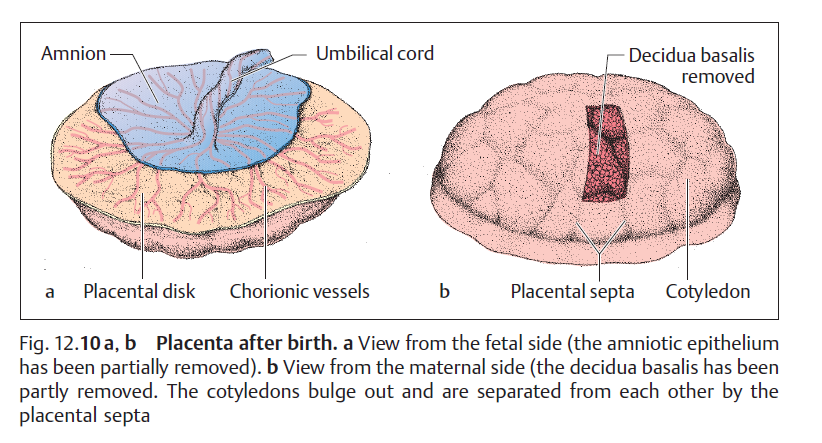 Amnion
Umbilical cord
Decidua basalis
removed
a
Placental disk
Chorionic vessels
b
Placental septa
Cotyledon
Fig. 12.10 a, b Placenta after birth. a View from the fetal side (the amniotic epithelium
has been partially removed). b View from the maternal side (the decidua basalis has been
partly removed. The cotyledons bulge out and are separated from each other by the
placental septa